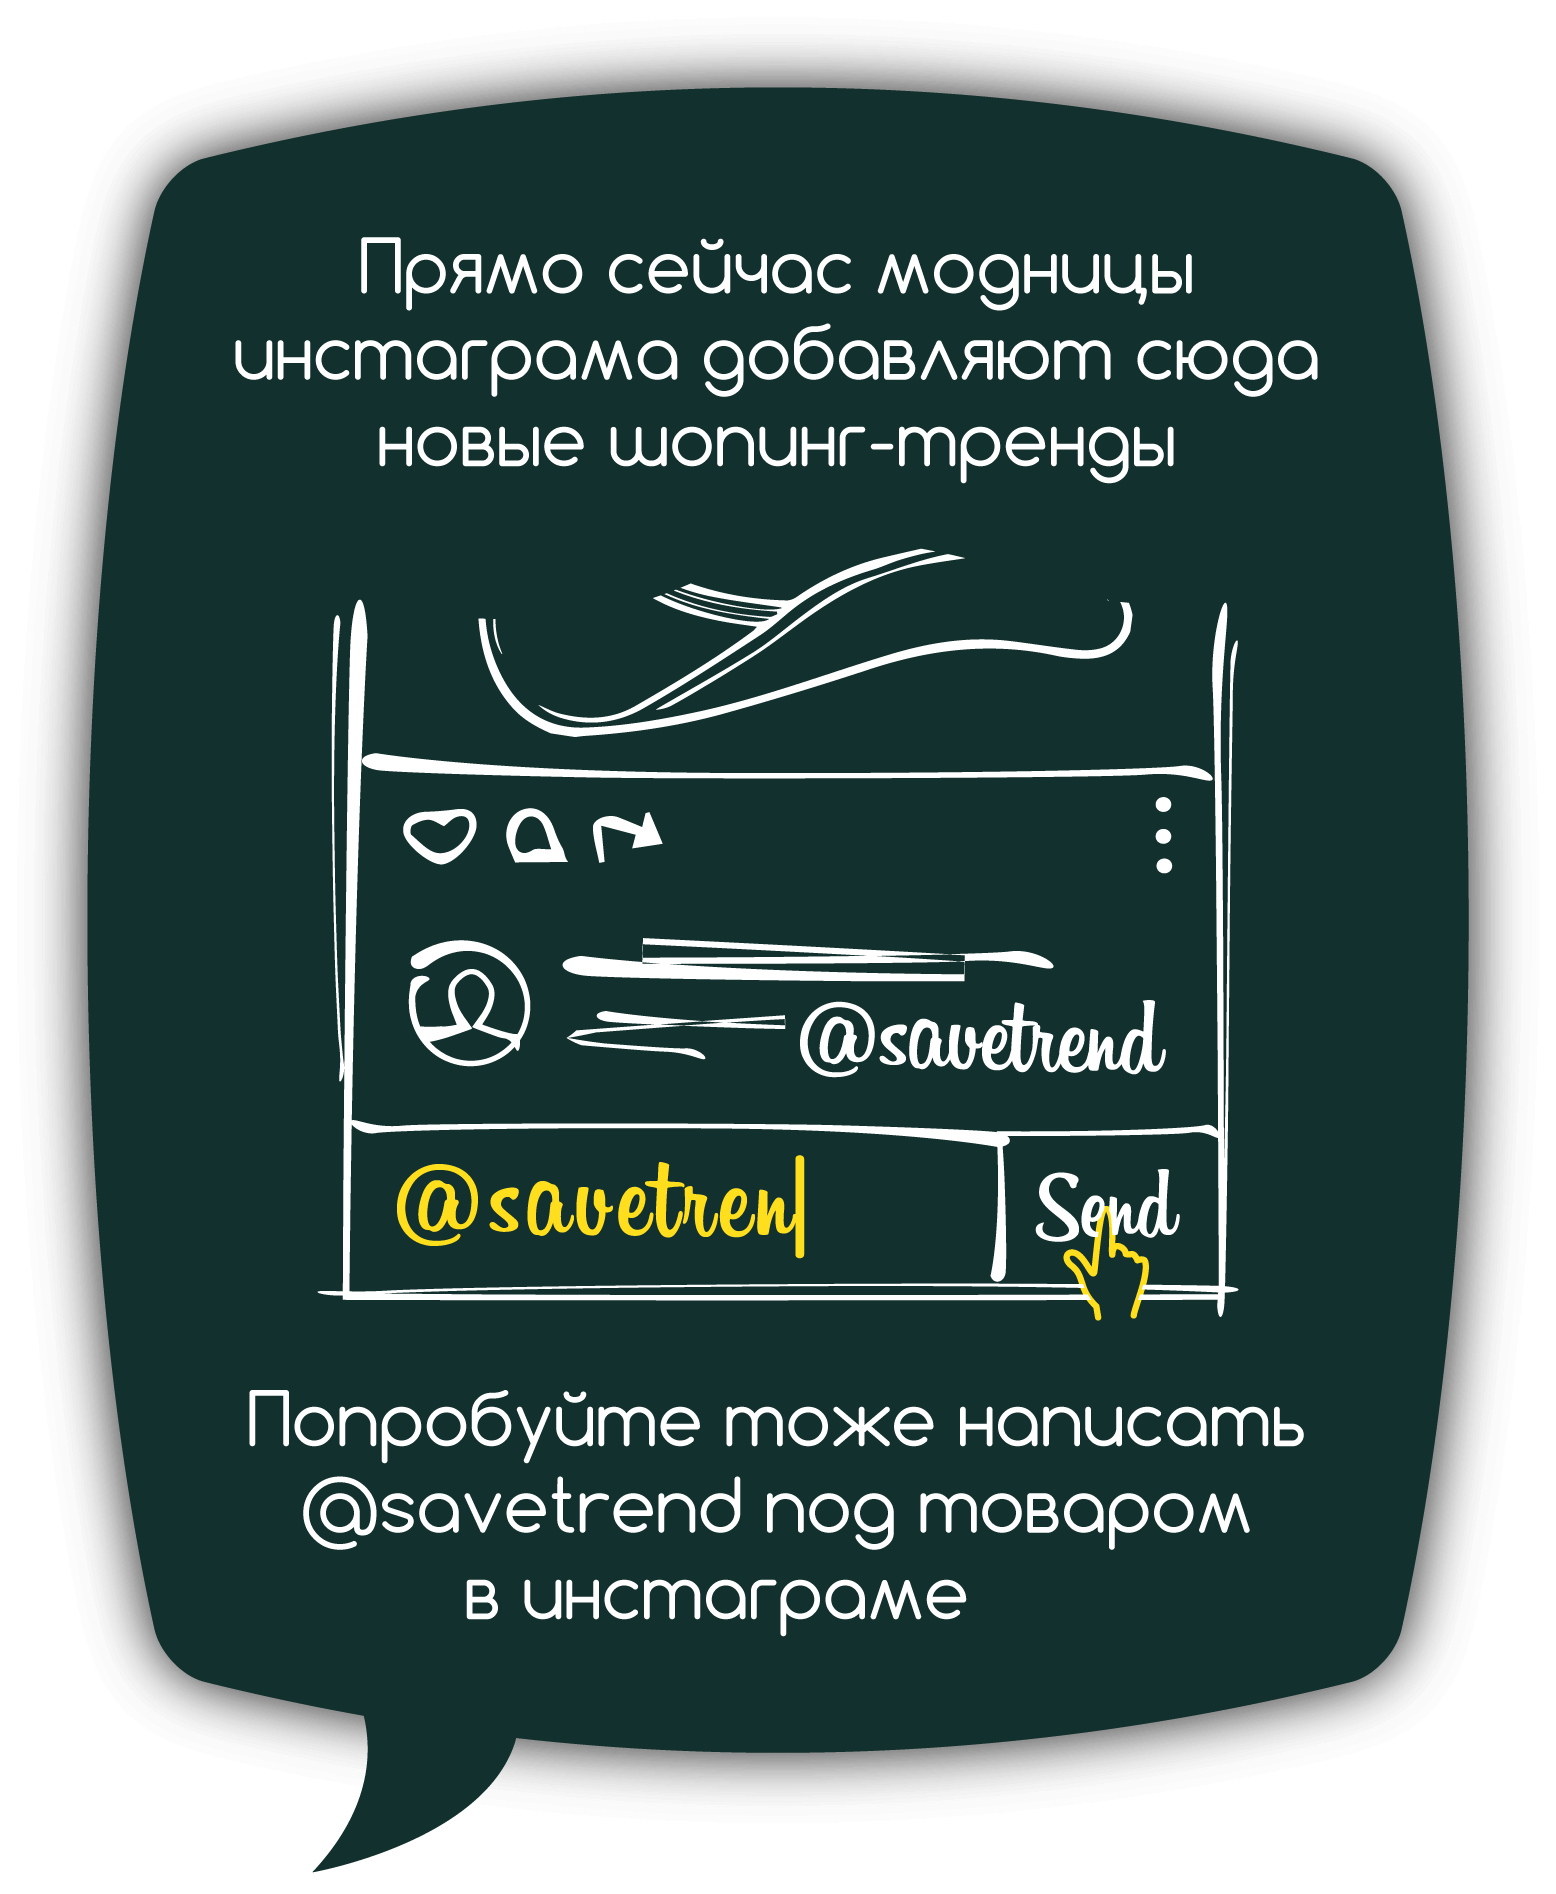 Прямо сейчас модницы
инстаграма добавляют сюда
новые шопинг-тренды
@savetrend
@savetren
Send
Попробуйте тоже написать
@savetrend под товаром
в инстаграме